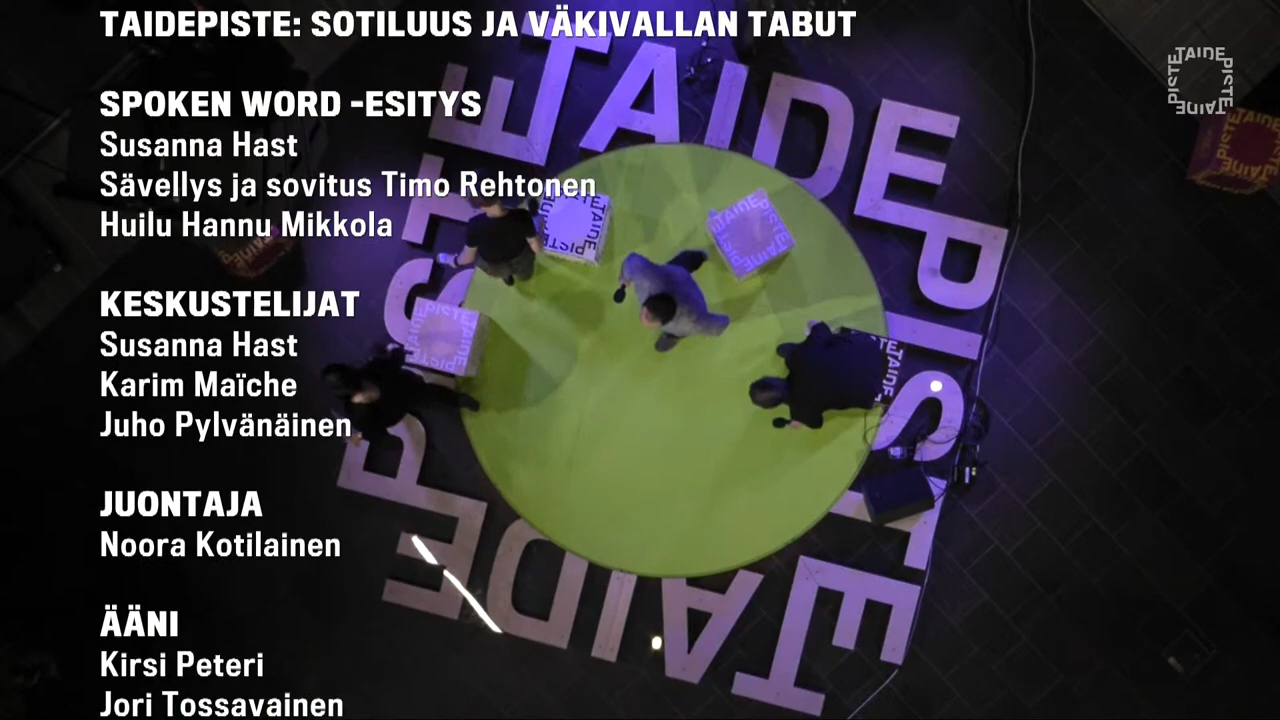 TAIDEPISTE: SOTILUUS JA VÄKIVALLAN TABUT
SPOKEN WORD -ESITYS
Susanna Hast
Sävellys ja sovitus Timo Rehtonen
Huilu Hannu Mikkola
KESKUSTELIJAT
Susanna Hast
Karim Maïche
Juho Pylvänäinen
JUONTAJA
Noora Kotilainen
ÄÄNI
Kirsi Peteri
Jori Tossavainen
TAIDE
PISTE
TAIDE
PISTE
TAIDE
PISTE
TAIDE
PISTE